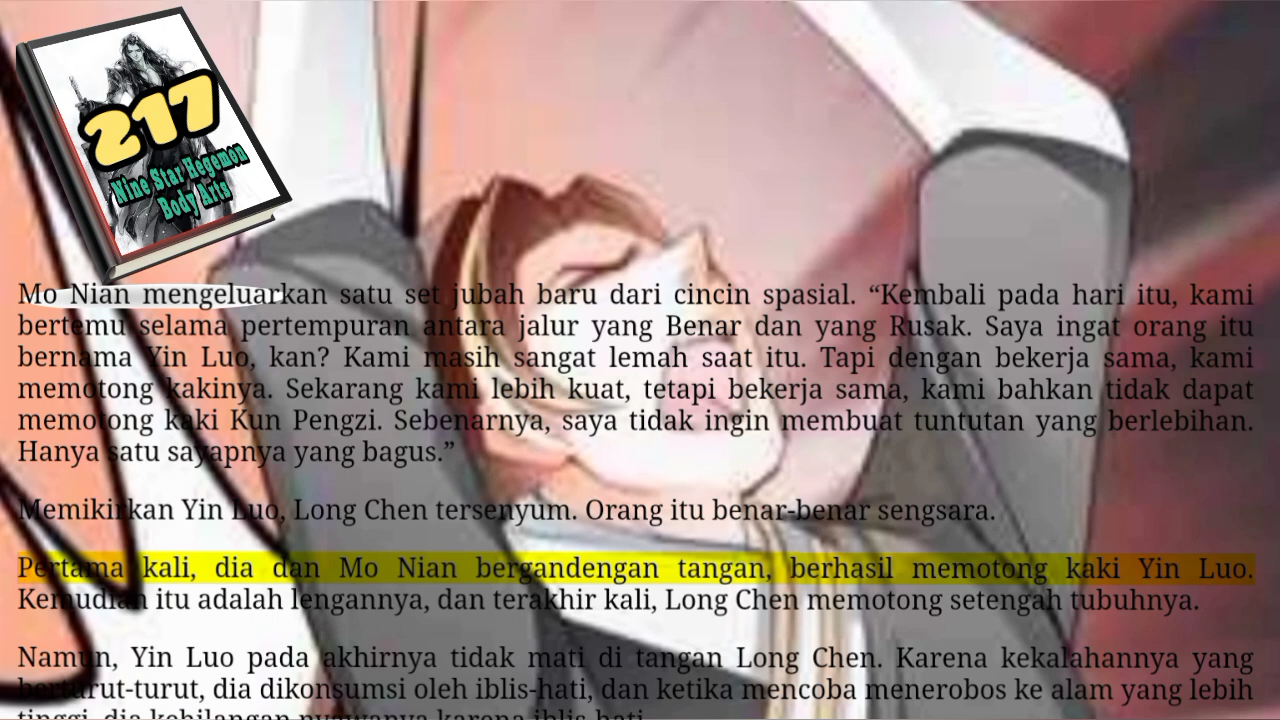 217
Nine Star Hegemon
Body Arts
Mo Nian mengeluarkan satu set jubah baru dari cincin spasial. “Kembali pada hari itu, kami
bertemu selama pertempuran antara jalur yang Benar dan yang Rusak. Saya ingat orang itu
bernama Yin Luo, kan? Kami masih sangat lemah saat itu. Tapi dengan bekerja sama, kami
memotong kakinya. Sekarang kami lebih kuat, tetapi bekerja sama, kami bahkan tidak dapat
memotong kaki Kun Pengzi. Sebenarnya, saya tidak ingin membuat tuntutan yang berlebihan.
Hanya satu sayapnya yang bagus.”
Memikirkan Yin Luo, Long Chen tersenyum. Orang itu benar-benar sengsara.
Pertama kali, dia dan Mo Nian bergandengan tangan, berhasil memotong kaki Yin Luo.
Kemudian itu adalah lengannya, dan terakhir kali, Long Chen memotong setengah tubuhnya.
Namun, Yin Luo pada akhirnya tidak mati di tangan Long Chen. Karena kekalahannya yang
berturut-turut, dia dikonsumsi oleh iblis-hati, dan ketika mencoba menerobos ke alam yang lebih
tinggi, dia kehilangan nyawanya karena iblis-hati.